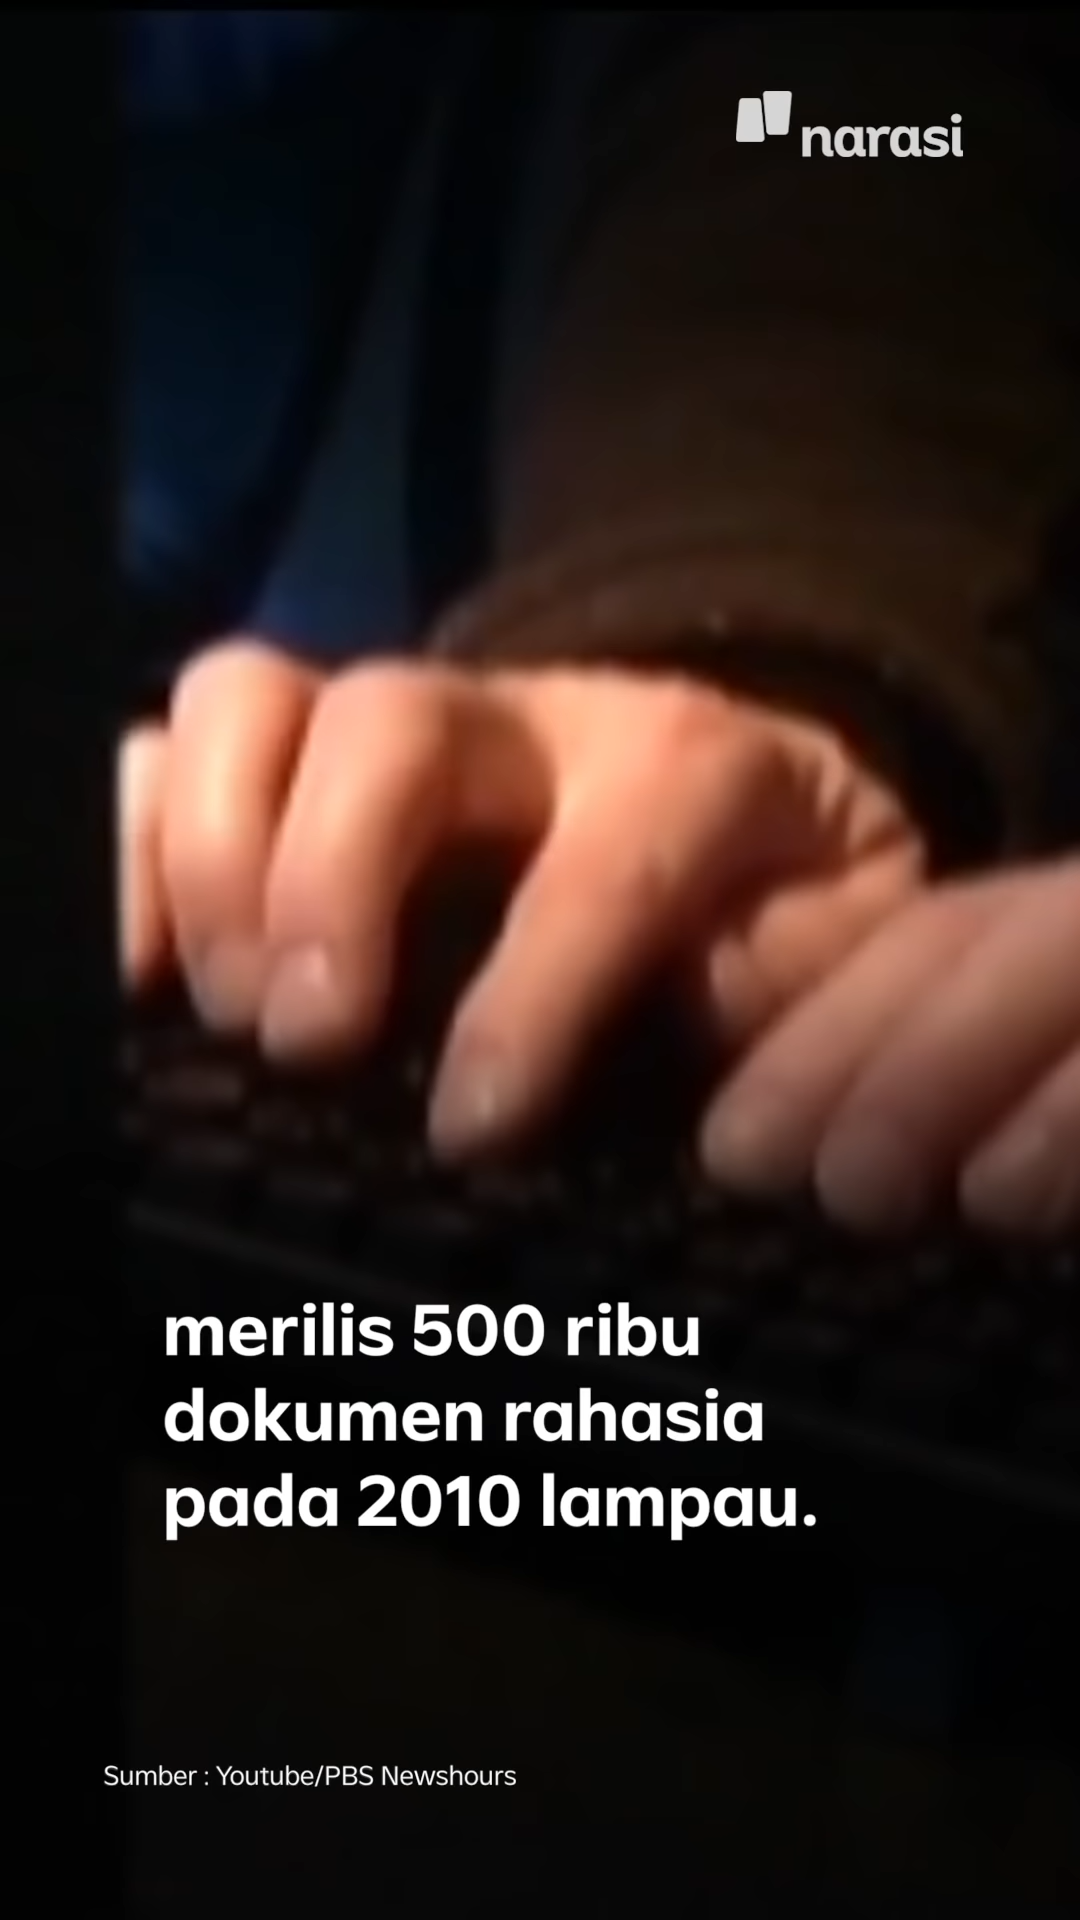 narasi
merilis 500 ribu
dokumen rahasia
pada 2010 lampau.
Sumber : Youtube/PBS Newshours